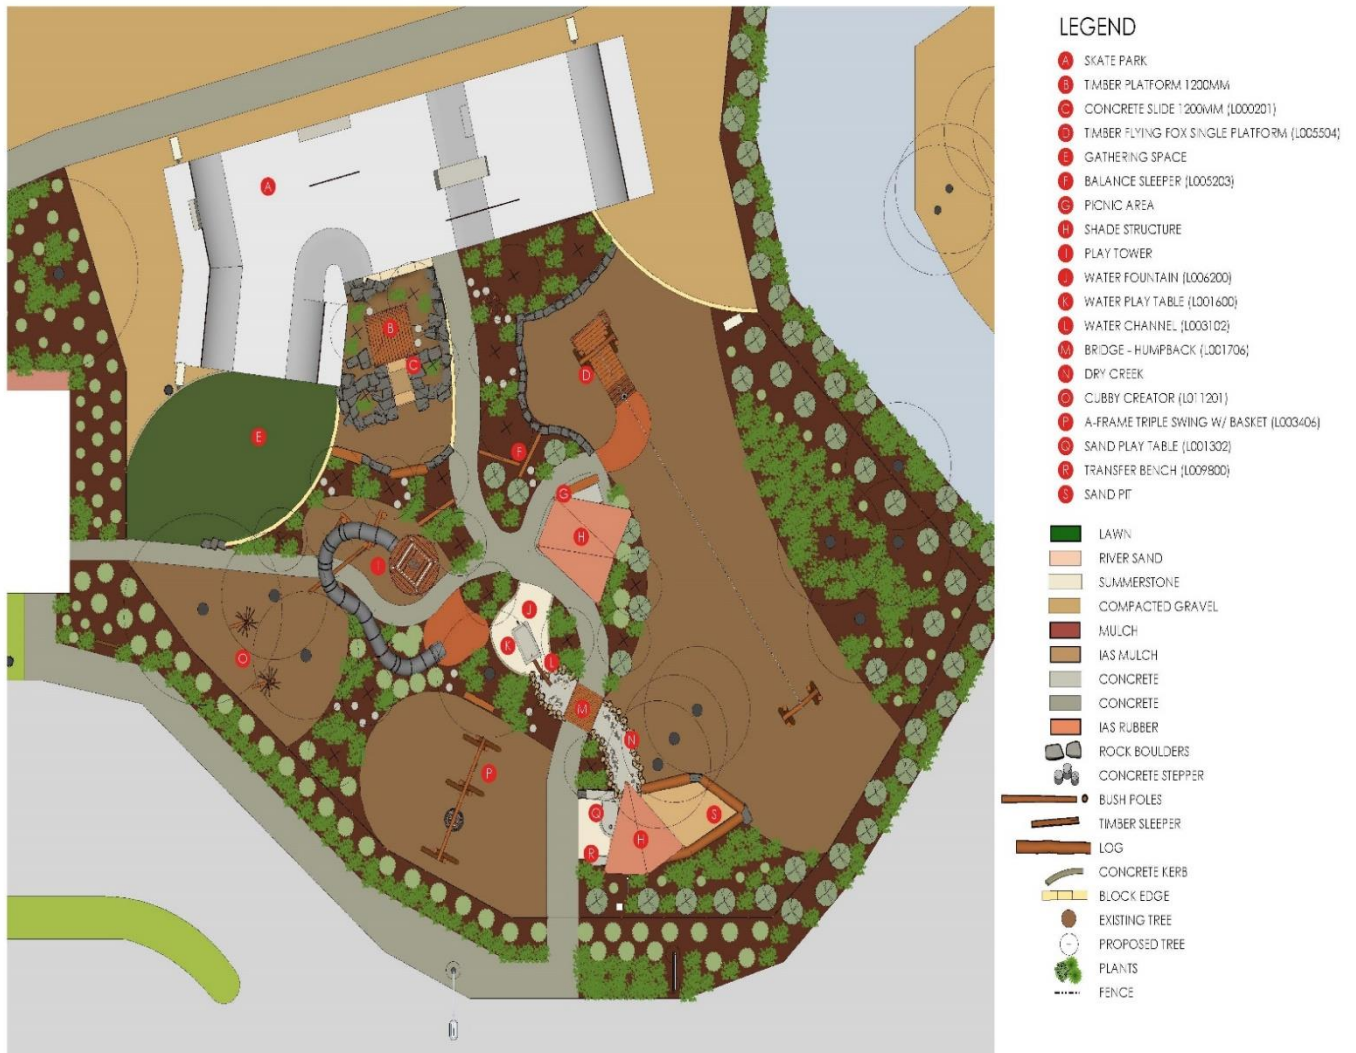 LEGEND
A SKATE PARK
B TIMBER PLATFORM 1200MM
C CONCRETE SLIDE 1200MM (L000201)
D TIMBER FLYING FOX SINGLE PLATFORM (L005504)
E GATHERING SPACE
F BALANCE SLEEPER (L005203)
G PICNIC AREA
H SHADE STRUCTURE
I PLAY TOWER
J WATER FOUNTAIN (L006200)
K WATER PLAY TABLE (L001600)
L WATER CHANNEL (L003102)
M BRIDGE - HUMPBACK (L001706)
N DRY CREEK
O CUBBY CREATOR (L011201)
P A-FRAME TRIPLE SWING W/ BASKET (L003406)
Q SAND PLAY TABLE (L001302)
R TRANSFER BENCH (L009800)
S SAND PIT
LAWN
RIVER SAND
SUMMERSTONE
COMPACTED GRAVEL
MULCH
IAS MULCH
CONCRETE
CONCRETE
IAS RUBBER
ROCK BOULDERS
CONCRETE STEPPER
BUSH POLES
TIMBER SLEEPER
LOG
CONCRETE KERB
BLOCK EDGE
EXISTING TREE
PROPOSED TREE
PLANTS
FENCE
A
B
C
D
E
F
G
H
I
J
K
L
O
M
N
P
Q
S
H
R